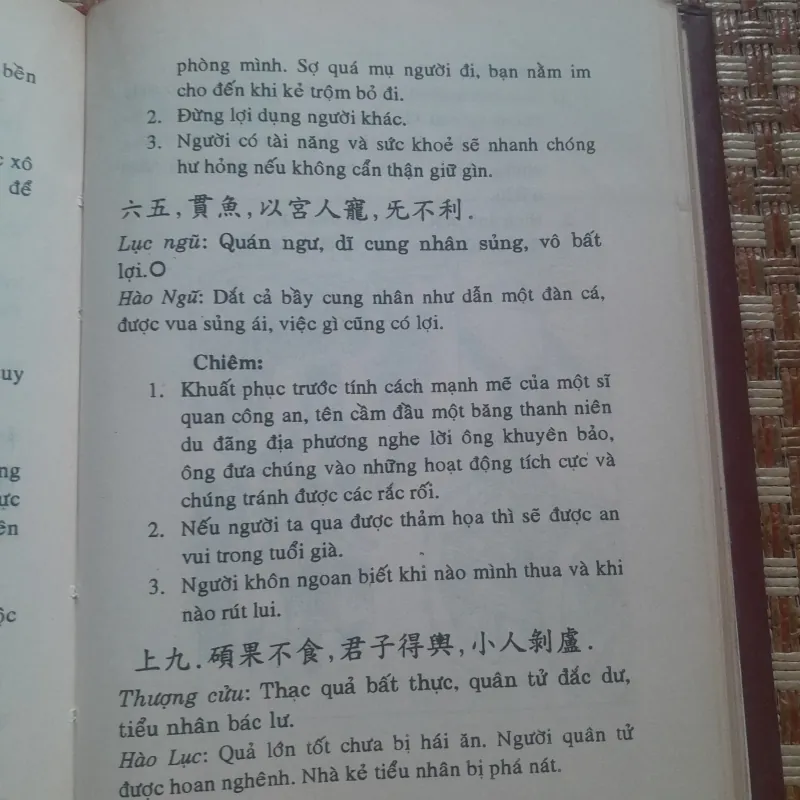 bền
xô
để
uy
ng
ực
ên
ộc
phòng mình. Sợ quá mụ người đi, bạn nằm im
cho đến khi kẻ trộm bỏ đi.
2. Đừng lợi dụng người khác.
3. Người có tài năng và sức khoẻ sẽ nhanh chóng
hư hỏng nếu không cẩn thận giữ gìn.
六五, 貫魚, 以宮人寵, 旡不利.
Lục ngũ: Quán ngư, dĩ cung nhân sủng, vô bất
lợi.O
Hào Ngũ: Dắt cả bầy cung nhân như dẫn một đàn cá,
được vua sủng ái, việc gì cũng có lợi.
Chiêm:
1. Khuất phục trước tính cách mạnh mẽ của một sĩ
quan công an, tên cầm đầu một băng thanh niên
du đãng địa phương nghe lời ông khuyên bảo,
ông đưa chúng vào những hoạt động tích cực và
chúng tránh được các rắc rối.
2. Nếu người ta qua được thảm họa thì sẽ được an
vui trong tuổi già.
3. Người khôn ngoan biết khi nào mình thua và khi
nào rút lui.
上九. 碩果不食, 君子得輿, 小人剝盧.
Thượng cửu: Thạc quả bất thực, quân tử đắc dư,
tiểu nhân bác lư.
Hào Lục: Quả lớn tốt chưa bị hái ăn. Người quân tử
được hoan nghênh. Nhà kẻ tiểu nhân bị phá nát.